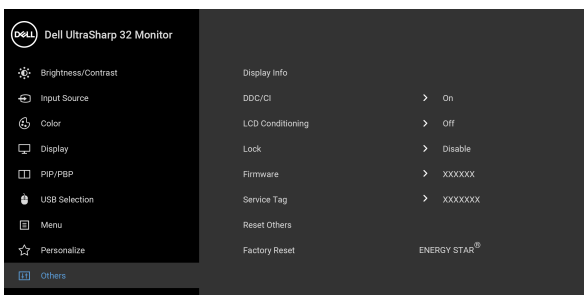 DELL Dell UltraSharp 32 Monitor
Brightness/Contrast
Input Source
Color
Display
PIP/PBP
USB Selection
Menu
Personalize
Others
Display Info
DDC/CI > On
LCD Conditioning > Off
Lock > Disable
Firmware > XXXXXX
Service Tag > XXXXXXX
Reset Others
Factory Reset ENERGY STAR®